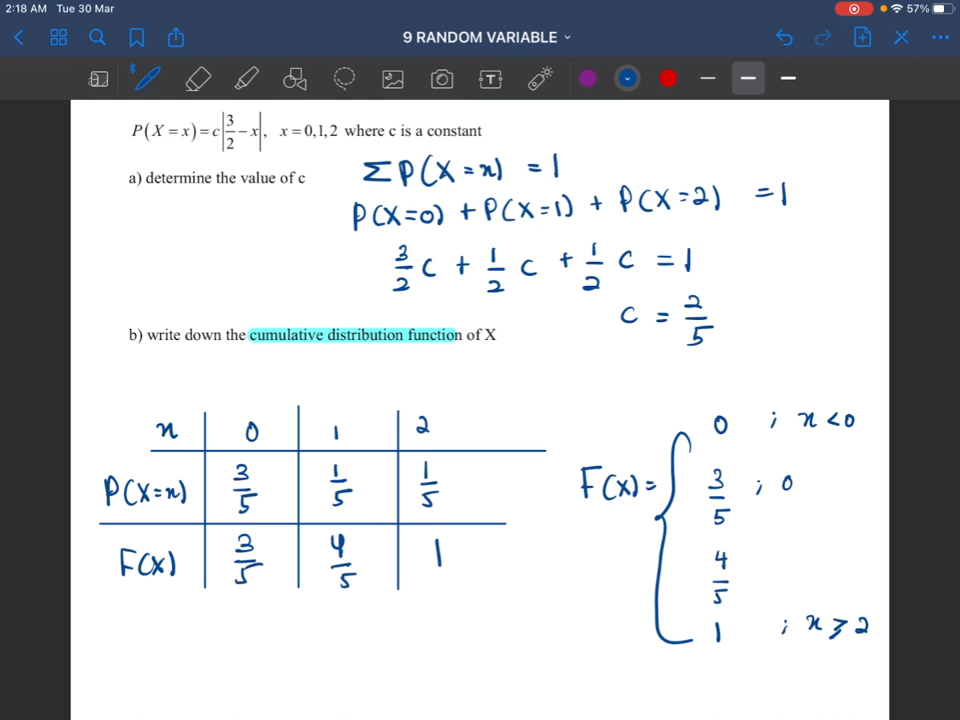 2:18 AM Tue 30 Mar
57%
9 RANDOM VARIABLE
T
P(X = x) = c|3/2 − x|, x = 0,1,2 where c is a constant
a) determine the value of c
Σ P(X = x) = 1
P(X=0) + P(X=1) + P(X=2) = 1
3/2 c + 1/2 c + 1/2 c = 1
c = 2/5
b) write down the cumulative distribution function of X
x 0 1 2
P(X=x) 3/5 1/5 1/5
F(X) 3/5 4/5 1
F(X) = {
0 ; x < 0
3/5 ; 0
4/5
1 ; x ⩾ 2